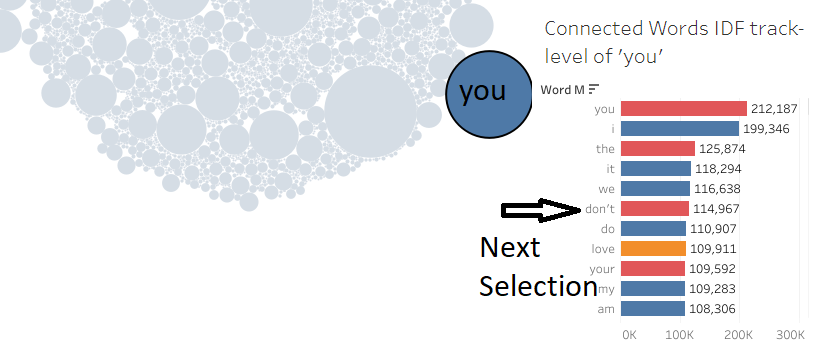 you
Connected Words IDF track-
level of 'you'
Word M
you 212,187
i 199,346
the 125,874
it 118,294
we 116,638
don't 114,967
do 110,907
love 109,911
your 109,592
my 109,283
am 108,306
0K 100K 200K 300K
Next
Selection